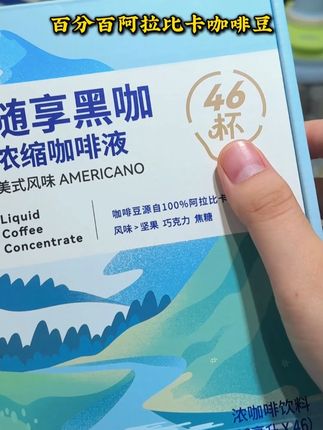 百分百阿拉比卡咖啡豆
随享黑咖
浓缩咖啡液
美式风味 AMERICANO
46
杯
Liquid
Coffee
Concentrate
咖啡豆源自100%阿拉比卡
风味>坚果 巧克力 焦糖
浓咖啡饮料
X 46)